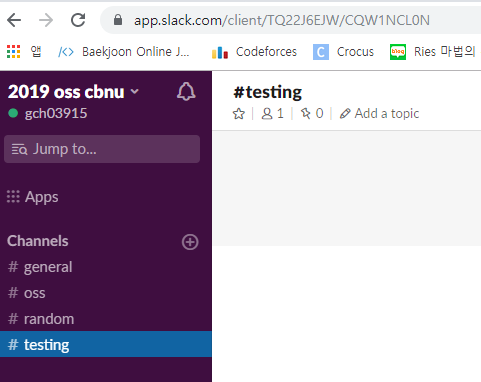 app.slack.com/client/TQ22J6EJW/CQW1NCL0N
앱 </> Baekjoon Online J... Codeforces C Crocus blog Ries 마법의
2019 oss cbnu
gch03915
Jump to...
Apps
Channels
# general
# oss
# random
# testing
#testing
1 | 0 | Add a topic